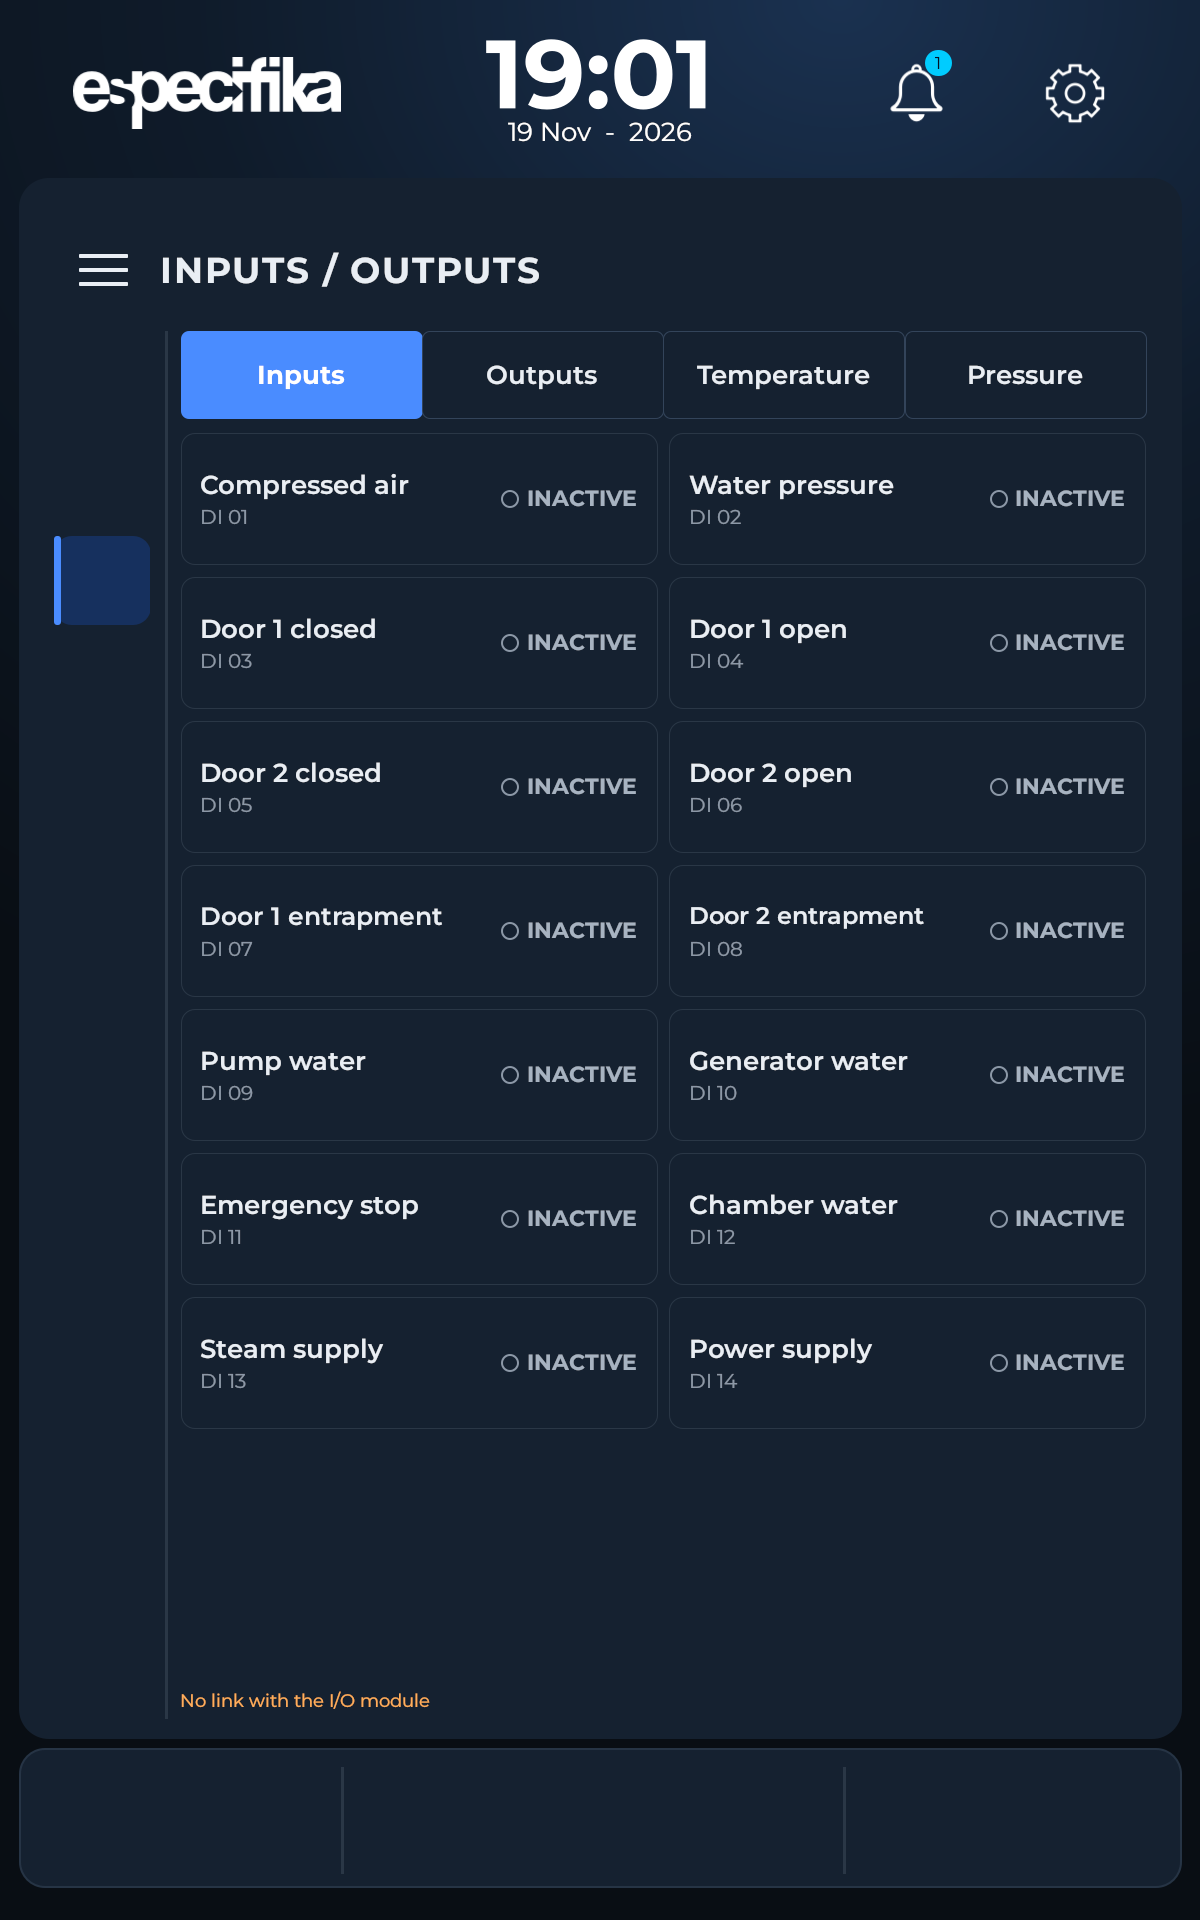 especifika
19:01
19 Nov - 2026
1
INPUTS / OUTPUTS
Inputs
Outputs
Temperature
Pressure
Compressed air
DI 01
INACTIVE
Water pressure
DI 02
INACTIVE
Door 1 closed
DI 03
INACTIVE
Door 1 open
DI 04
INACTIVE
Door 2 closed
DI 05
INACTIVE
Door 2 open
DI 06
INACTIVE
Door 1 entrapment
DI 07
INACTIVE
Door 2 entrapment
DI 08
INACTIVE
Pump water
DI 09
INACTIVE
Generator water
DI 10
INACTIVE
Emergency stop
DI 11
INACTIVE
Chamber water
DI 12
INACTIVE
Steam supply
DI 13
INACTIVE
Power supply
DI 14
INACTIVE
No link with the I/O module